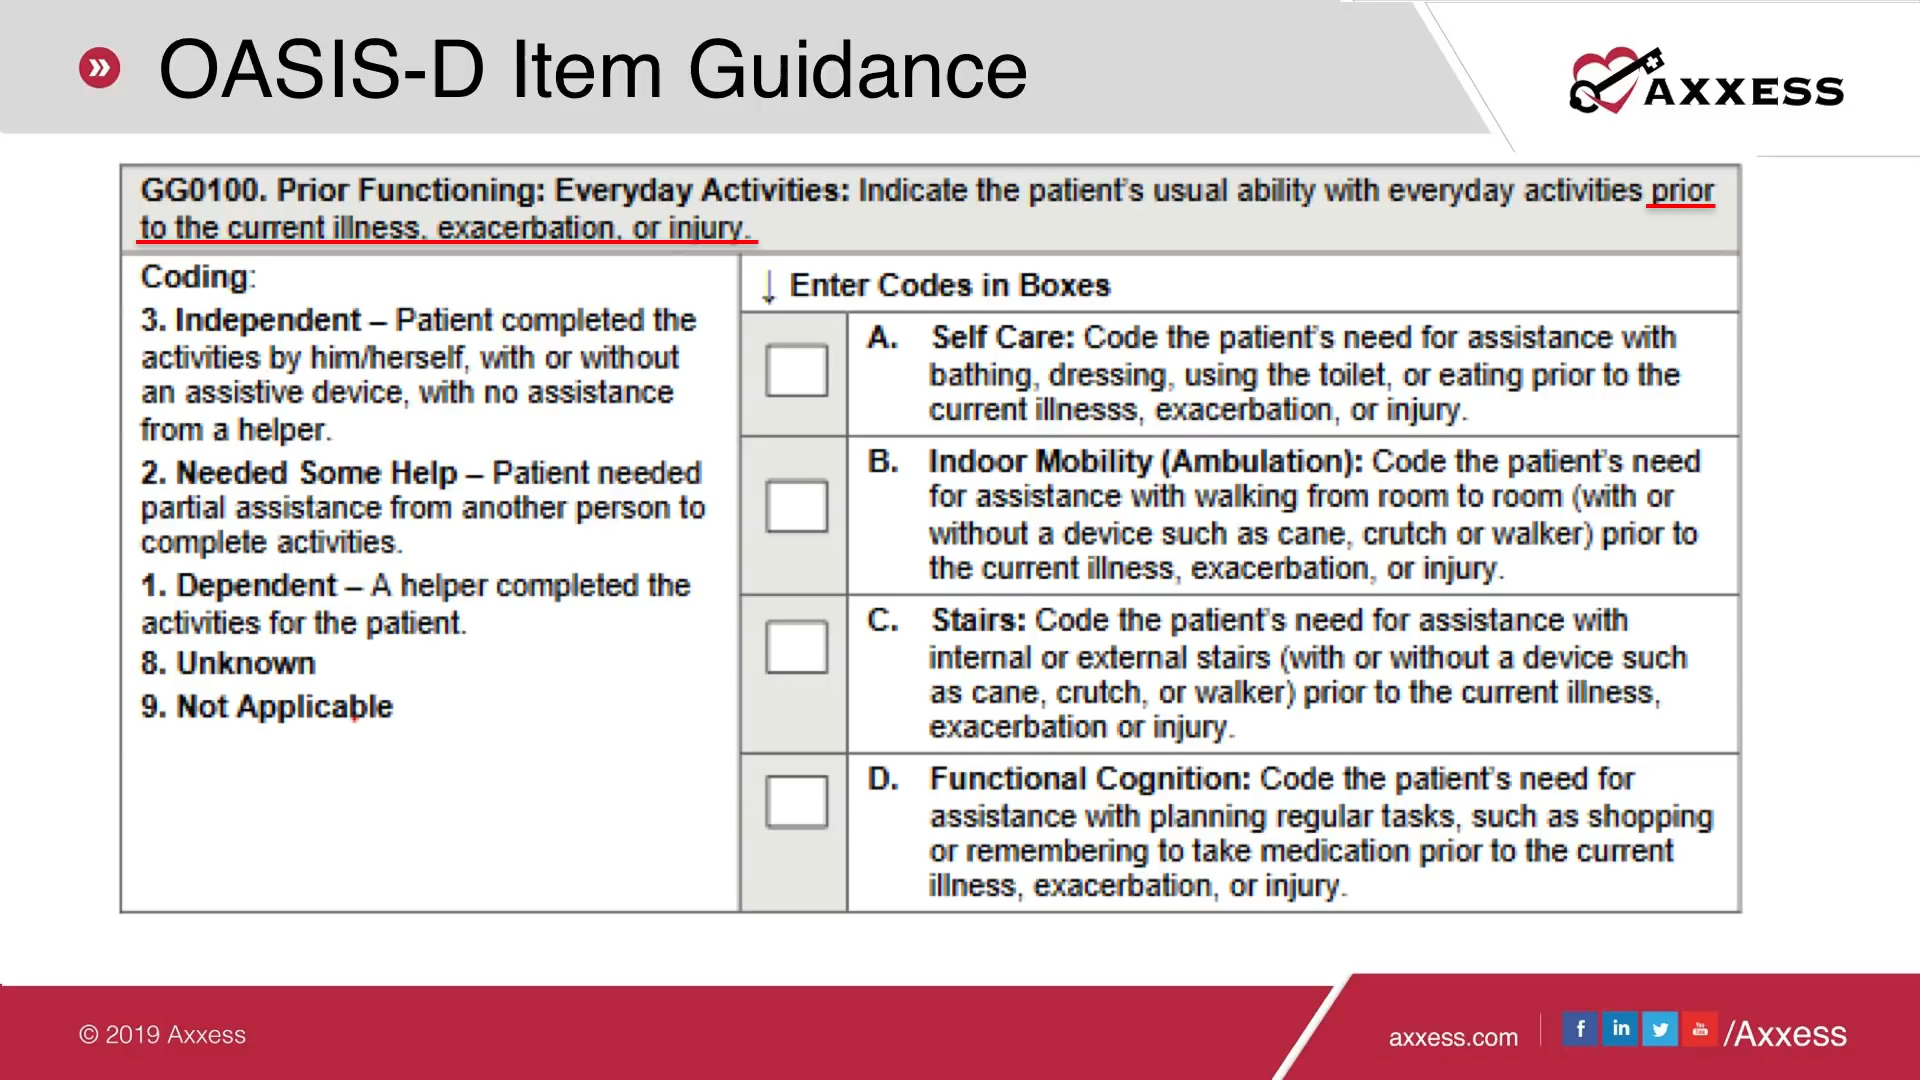 OASIS-D Item Guidance
AXXESS
GG0100. Prior Functioning: Everyday Activities: Indicate the patient's usual ability with everyday activities prior
to the current illness, exacerbation, or injury.
Coding:
3. Independent – Patient completed the
activities by him/herself, with or without
an assistive device, with no assistance
from a helper.
2. Needed Some Help – Patient needed
partial assistance from another person to
complete activities.
1. Dependent – A helper completed the
activities for the patient.
8. Unknown
9. Not Applicable
↓ Enter Codes in Boxes
A. Self Care: Code the patient's need for assistance with
bathing, dressing, using the toilet, or eating prior to the
current illnesss, exacerbation, or injury.
B. Indoor Mobility (Ambulation): Code the patient's need
for assistance with walking from room to room (with or
without a device such as cane, crutch or walker) prior to
the current illness, exacerbation, or injury.
C. Stairs: Code the patient's need for assistance with
internal or external stairs (with or without a device such
as cane, crutch, or walker) prior to the current illness,
exacerbation or injury.
D. Functional Cognition: Code the patient's need for
assistance with planning regular tasks, such as shopping
or remembering to take medication prior to the current
illness, exacerbation, or injury.
© 2019 Axxess
axxess.com
f in You Tube /Axxess